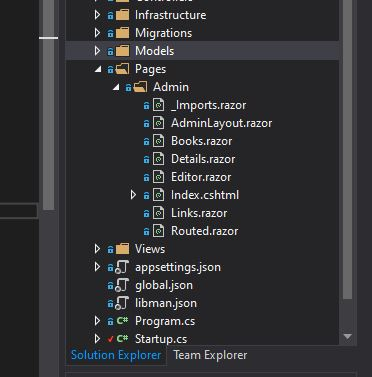 Infrastructure
Migrations
Models
Pages
Admin
_Imports.razor
AdminLayout.razor
Books.razor
Details.razor
Editor.razor
Index.cshtml
Links.razor
Routed.razor
Views
appsettings.json
global.json
libman.json
C# Program.cs
C# Startup.cs
Solution Explorer Team Explorer